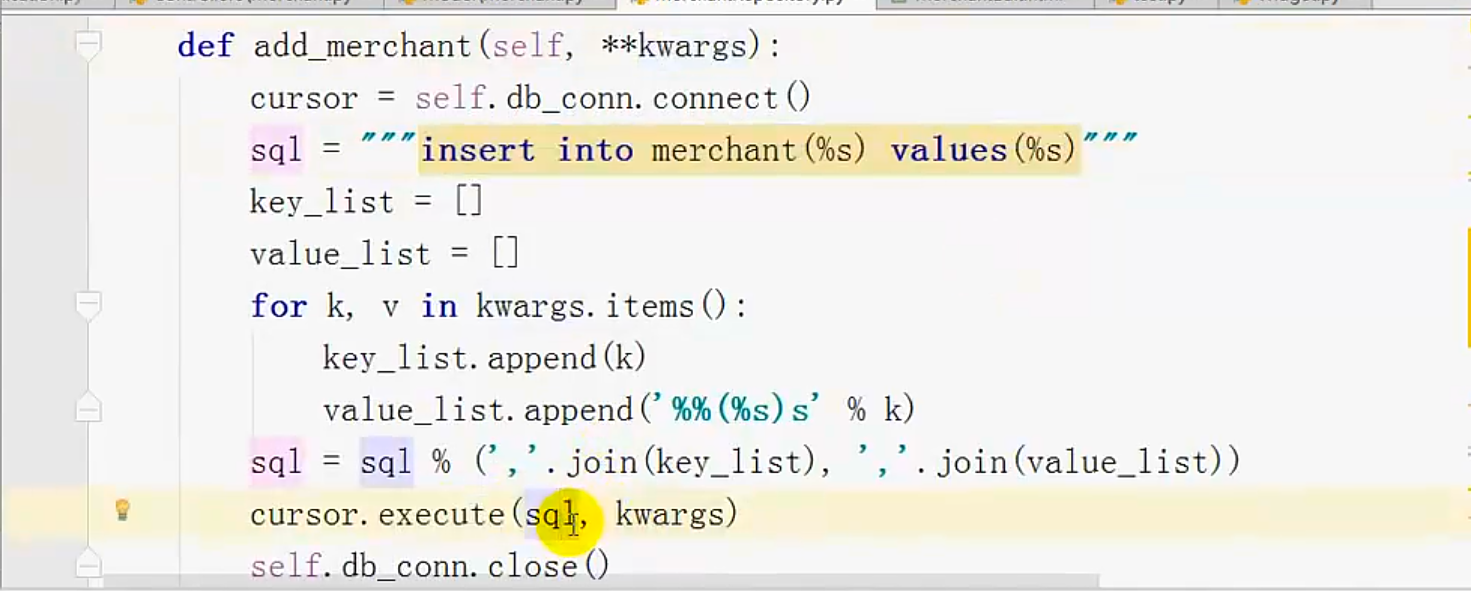 def add_merchant(self, **kwargs):
cursor = self.db_conn.connect()
sql = """insert into merchant(%s) values(%s)"""
key_list = []
value_list = []
for k, v in kwargs.items():
key_list.append(k)
value_list.append('%%(%s)s' % k)
sql = sql % (','.join(key_list), ','.join(value_list))
cursor.execute(sql, kwargs)
self.db_conn.close()